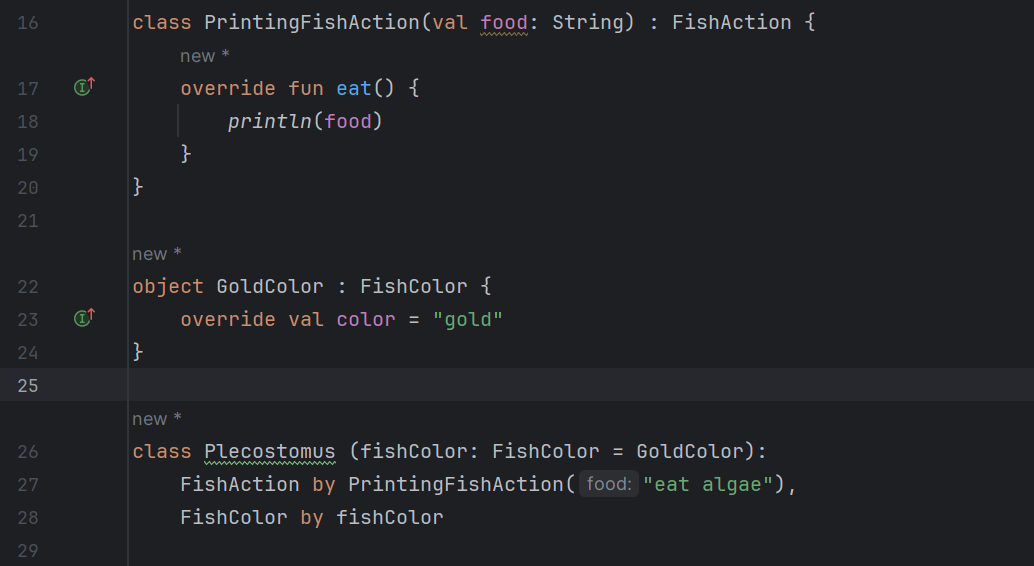 16 class PrintingFishAction(val food: String) : FishAction {
new *
17 override fun eat() {
18 println(food)
19 }
20 }
21
new *
22 object GoldColor : FishColor {
23 override val color = "gold"
24 }
25
new *
26 class Plecostomus (fishColor: FishColor = GoldColor):
27 FishAction by PrintingFishAction( food: "eat algae"),
28 FishColor by fishColor
29